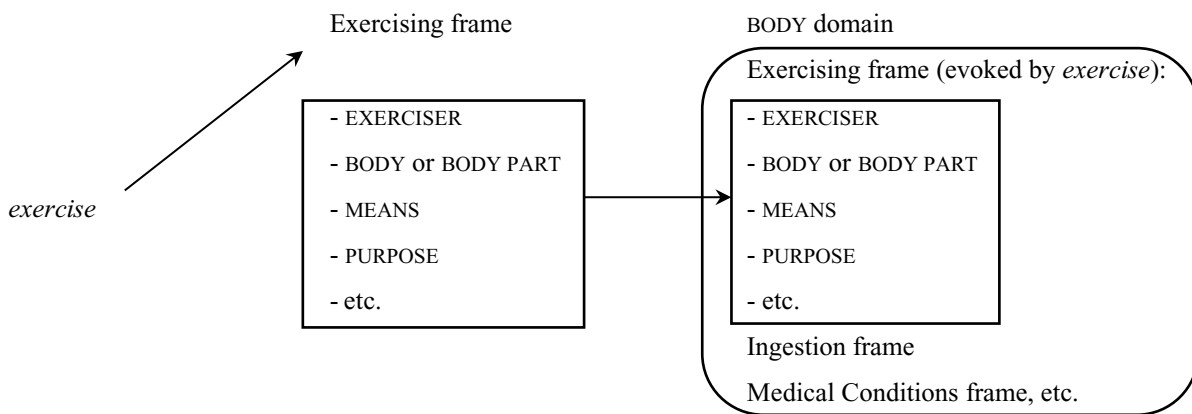 Exercising frame
- EXERCISER
- BODY or BODY PART
- MEANS
- PURPOSE
- etc.
exercise
BODY domain
Exercising frame (evoked by exercise):
- EXERCISER
- BODY or BODY PART
- MEANS
- PURPOSE
- etc.
Ingestion frame
Medical Conditions frame, etc.